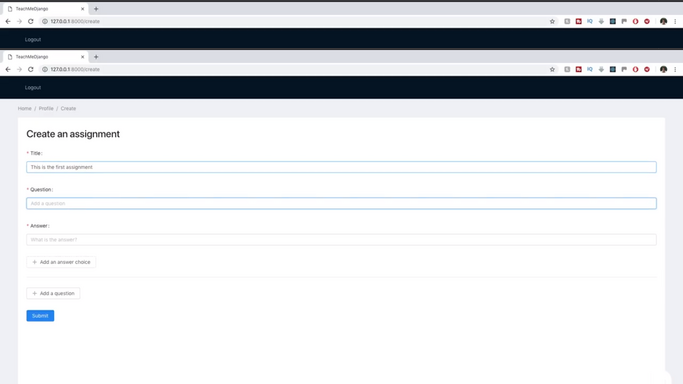 TeachMeDjango
127.0.0.1:8000/create
Logout
TeachMeDjango
127.0.0.1:8000/create
Logout
Home / Profile / Create
Create an assignment
* Title:
This is the first assignment
* Question:
Add a question
* Answer:
What is the answer?
+ Add an answer choice
+ Add a question
Submit